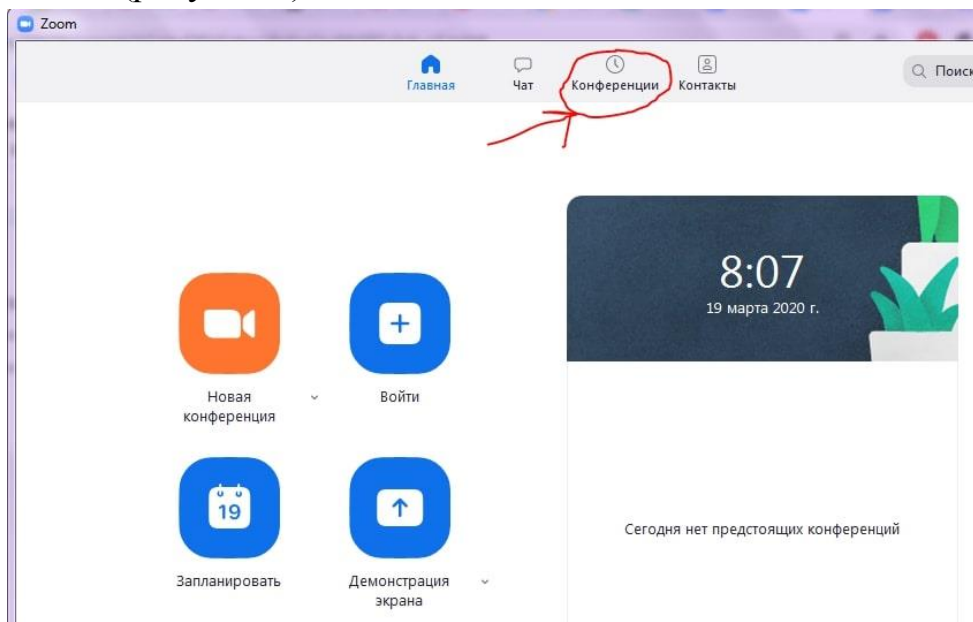 Zoom
Главная
Чат
Конференции
Контакты
Поиск
8:07
19 марта 2020 г.
Новая
конференция
Войти
19
Запланировать
Демонстрация
экрана
Сегодня нет предстоящих конференций